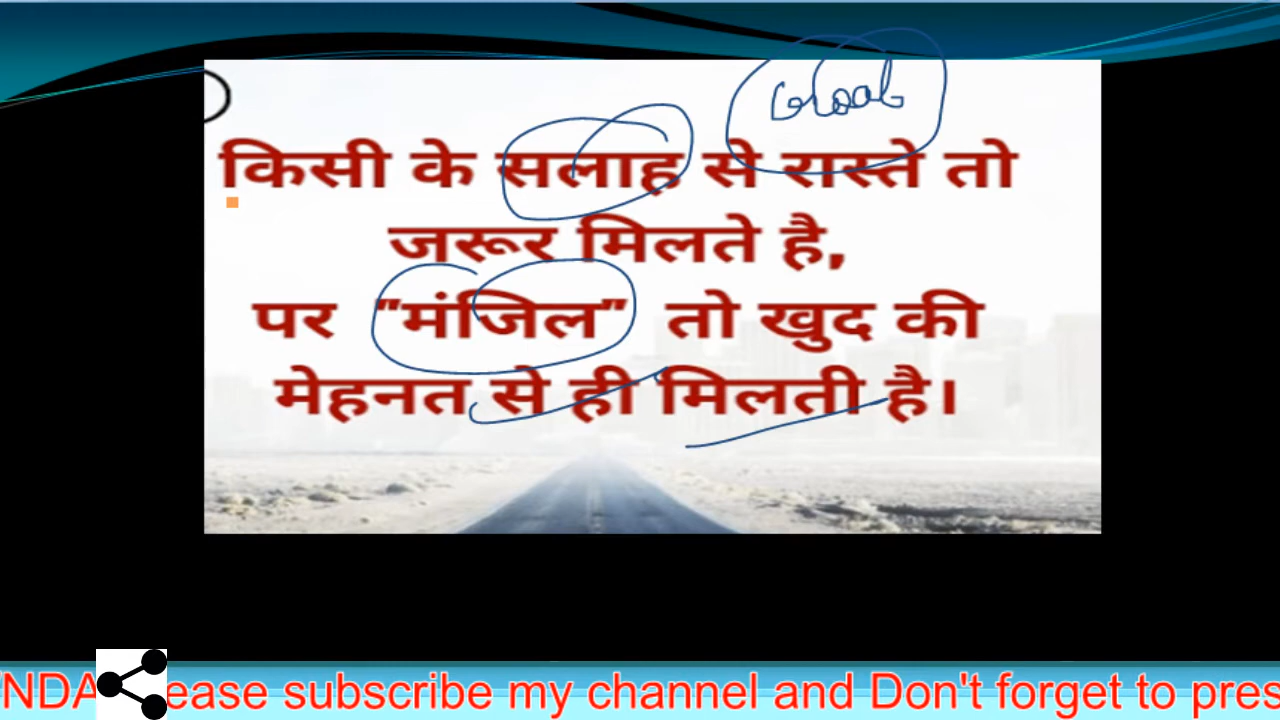 Goal
किसी के सलाह से रास्ते तो
जरूर मिलते है,
पर "मंजिल" तो खुद की
मेहनत से ही मिलती है।
NDA ease subscribe my channel and Don't forget to pres